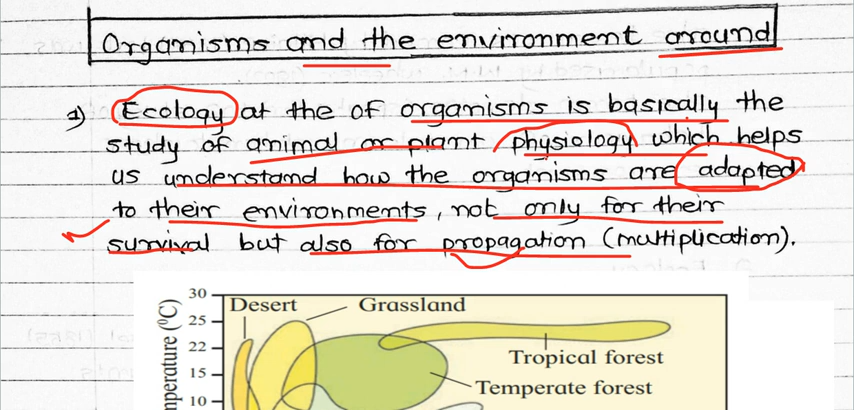 Organisms and the environment around
1) Ecology at the of organisms is basically the
study of animal or plant physiology which helps
us understand how the organisms are adapted
to their environments, not only for their
survival but also for propagation (multiplication).
30
Desert
Grassland
25
22
Tropical forest
15
Temperate forest
10
mperature (⁰C)